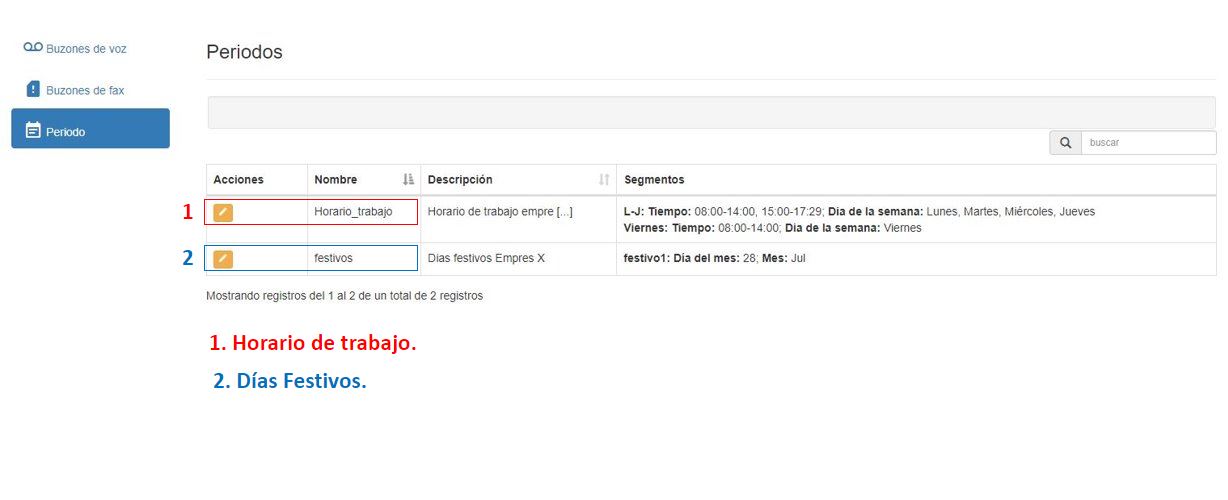 Buzones de voz
Buzones de fax
Periodo
Periodos
buscar
Acciones Nombre Descripción Segmentos
1 Horario_trabajo Horario de trabajo empre [...] L-J: Tiempo: 08:00-14:00, 15:00-17:29; Día de la semana: Lunes, Martes, Miércoles, Jueves
Viernes: Tiempo: 08:00-14:00; Día de la semana: Viernes
2 festivos Dias festivos Empres X festivo1: Día del mes: 28; Mes: Jul
Mostrando registros del 1 al 2 de un total de 2 registros
1. Horario de trabajo.
2. Días Festivos.